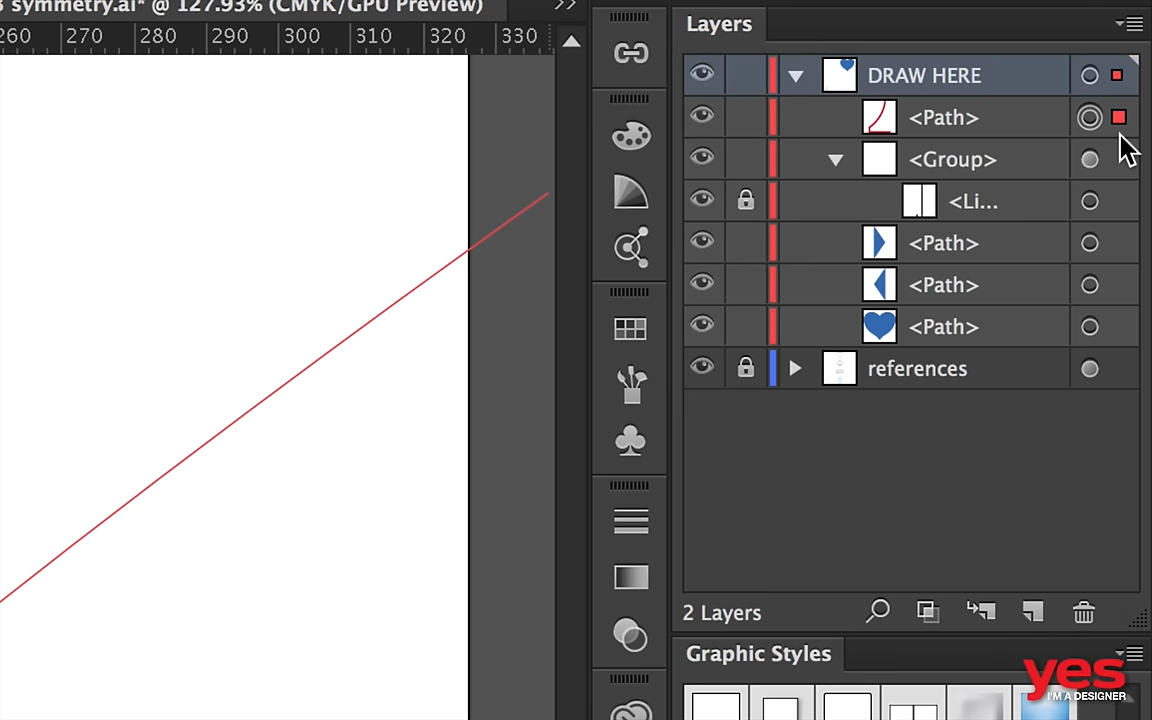 3 symmetry.ai* @ 127.93% (CMYK/GPU Preview)
260 270 280 290 300 310 320 330
Layers
DRAW HERE
<Path>
<Group>
<Li...
<Path>
<Path>
<Path>
references
2 Layers
Graphic Styles
yes
I'M A DESIGNER